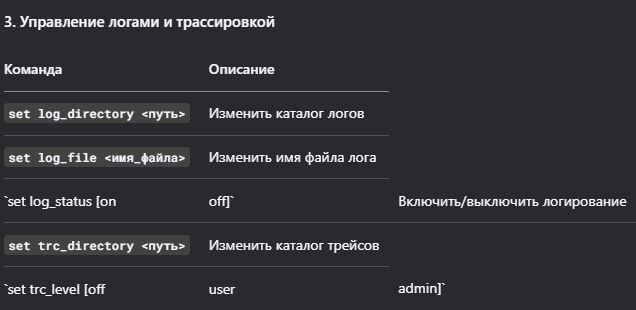 3. Управление логами и трассировкой
Команда Описание
set log_directory <путь> Изменить каталог логов
set log_file <имя_файла> Изменить имя файла лога
`set log_status [on off]` Включить/выключить логирование
set trc_directory <путь> Изменить каталог трейсов
`set trc_level [off user admin]`